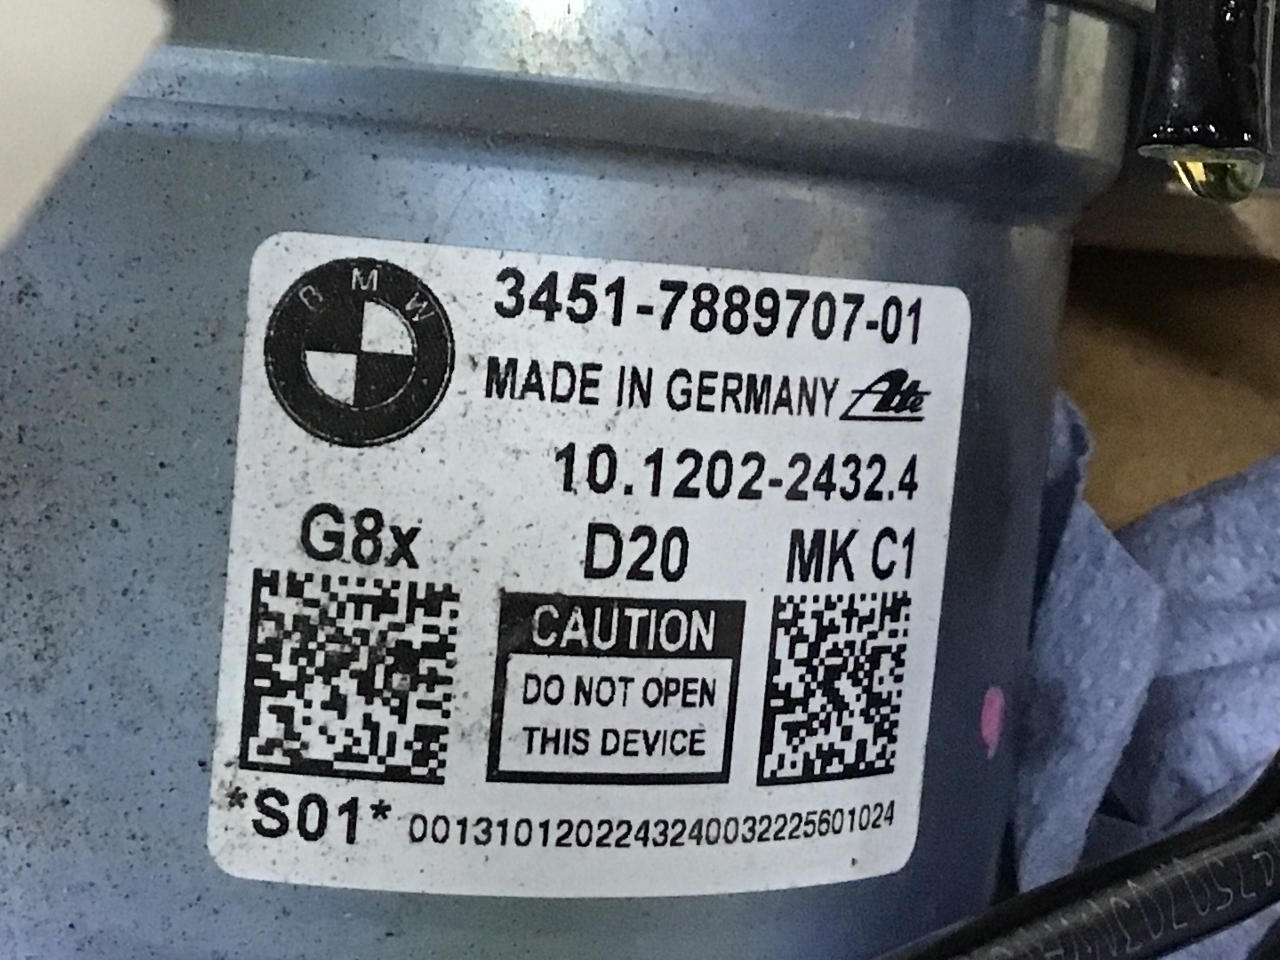 BMW
3451-7889707-01
MADE IN GERMANY Ate
10.1202-2432.4
G8x D20 MK C1
CAUTION
DO NOT OPEN
THIS DEVICE
*S01* 0013101202243240032225601024